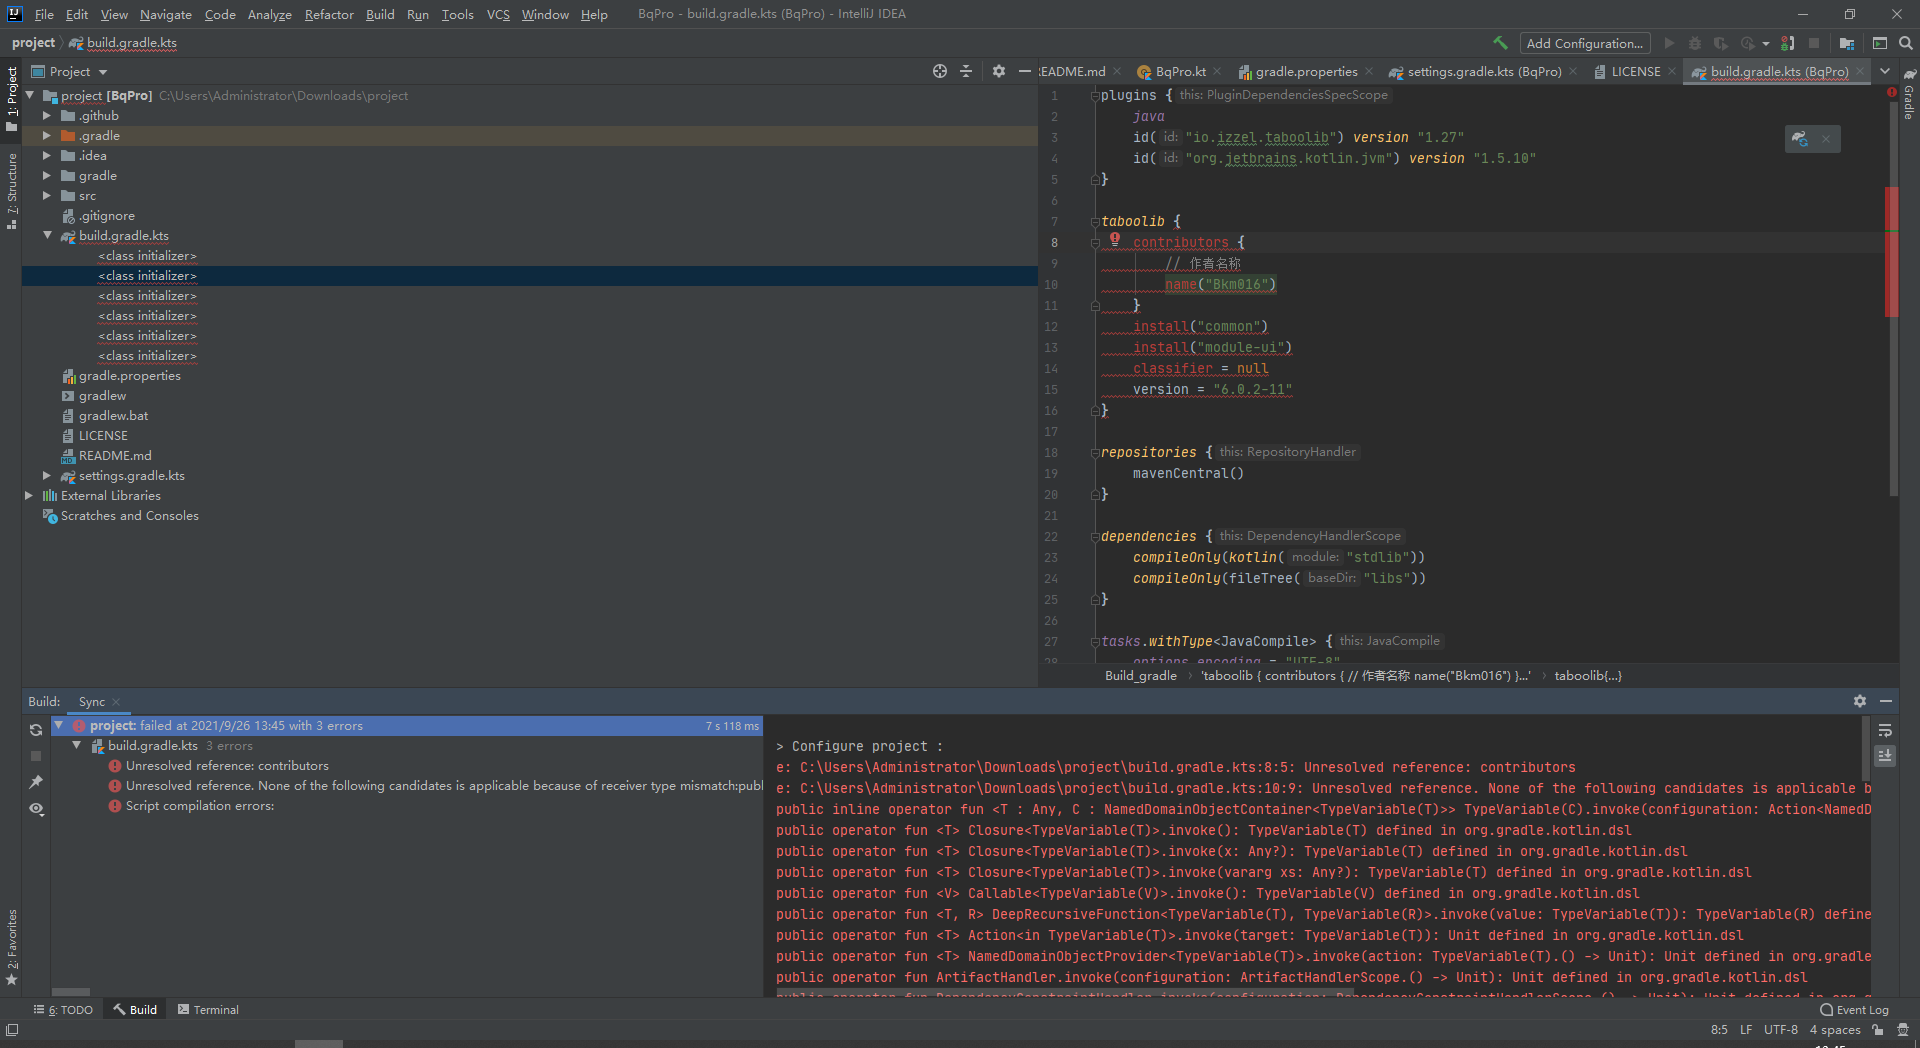 File Edit View Navigate Code Analyze Refactor Build Run Tools VCS Window Help BqPro - build.gradle.kts (BqPro) - IntelliJ IDEA
project build.gradle.kts Add Configuration...
Project
README.md BqPro.kt gradle.properties settings.gradle.kts (BqPro) LICENSE build.gradle.kts (BqPro)
1: Project
7: Structure
2: Favorites
Gradle
project [BqPro] C:\Users\Administrator\Downloads\project
.github
.gradle
.idea
gradle
src
.gitignore
build.gradle.kts
<class initializer>
<class initializer>
<class initializer>
<class initializer>
<class initializer>
<class initializer>
gradle.properties
gradlew
gradlew.bat
LICENSE
README.md
settings.gradle.kts
External Libraries
Scratches and Consoles
1 plugins { this: PluginDependenciesSpecScope
2 java
3 id( id: "io.izzel.taboolib") version "1.27"
4 id( id: "org.jetbrains.kotlin.jvm") version "1.5.10"
5 }
6
7 taboolib {
8 contributors {
9 // 作者名称
10 name("Bkm016")
11 }
12 install("common")
13 install("module-ui")
14 classifier = null
15 version = "6.0.2-11"
16 }
17
18 repositories { this: RepositoryHandler
19 mavenCentral()
20 }
21
22 dependencies { this: DependencyHandlerScope
23 compileOnly(kotlin( module: "stdlib"))
24 compileOnly(fileTree( baseDir: "libs"))
25 }
26
27 tasks.withType<JavaCompile> { this: JavaCompile
28 options.encoding = "UTF-8"
Build_gradle 'taboolib { contributors { // 作者名称 name("Bkm016") }...' taboolib{...}
Build: Sync
project: failed at 2021/9/26 13:45 with 3 errors 7 s 118 ms
build.gradle.kts 3 errors
Unresolved reference: contributors
Unresolved reference. None of the following candidates is applicable because of receiver type mismatch:publ
Script compilation errors:
> Configure project :
e: C:\Users\Administrator\Downloads\project\build.gradle.kts:8:5: Unresolved reference: contributors
e: C:\Users\Administrator\Downloads\project\build.gradle.kts:10:9: Unresolved reference. None of the following candidates is applicable b
public inline operator fun <T : Any, C : NamedDomainObjectContainer<TypeVariable(T)>> TypeVariable(C).invoke(configuration: Action<NamedD
public operator fun <T> Closure<TypeVariable(T)>.invoke(): TypeVariable(T) defined in org.gradle.kotlin.dsl
public operator fun <T> Closure<TypeVariable(T)>.invoke(x: Any?): TypeVariable(T) defined in org.gradle.kotlin.dsl
public operator fun <T> Closure<TypeVariable(T)>.invoke(vararg xs: Any?): TypeVariable(T) defined in org.gradle.kotlin.dsl
public operator fun <V> Callable<TypeVariable(V)>.invoke(): TypeVariable(V) defined in org.gradle.kotlin.dsl
public operator fun <T, R> DeepRecursiveFunction<TypeVariable(T), TypeVariable(R)>.invoke(value: TypeVariable(T)): TypeVariable(R) define
public operator fun <T> Action<in TypeVariable(T)>.invoke(target: TypeVariable(T)): Unit defined in org.gradle.kotlin.dsl
public operator fun <T> NamedDomainObjectProvider<TypeVariable(T)>.invoke(action: TypeVariable(T).() -> Unit): Unit defined in org.gradle
public operator fun ArtifactHandler.invoke(configuration: ArtifactHandlerScope.() -> Unit): Unit defined in org.gradle.kotlin.dsl
public operator fun DependencyConstraintHandler.invoke(configuration: DependencyConstraintHandlerScope.() -> Unit): Unit defined in org.g
6: TODO Build Terminal Event Log
8:5 LF UTF-8 4 spaces